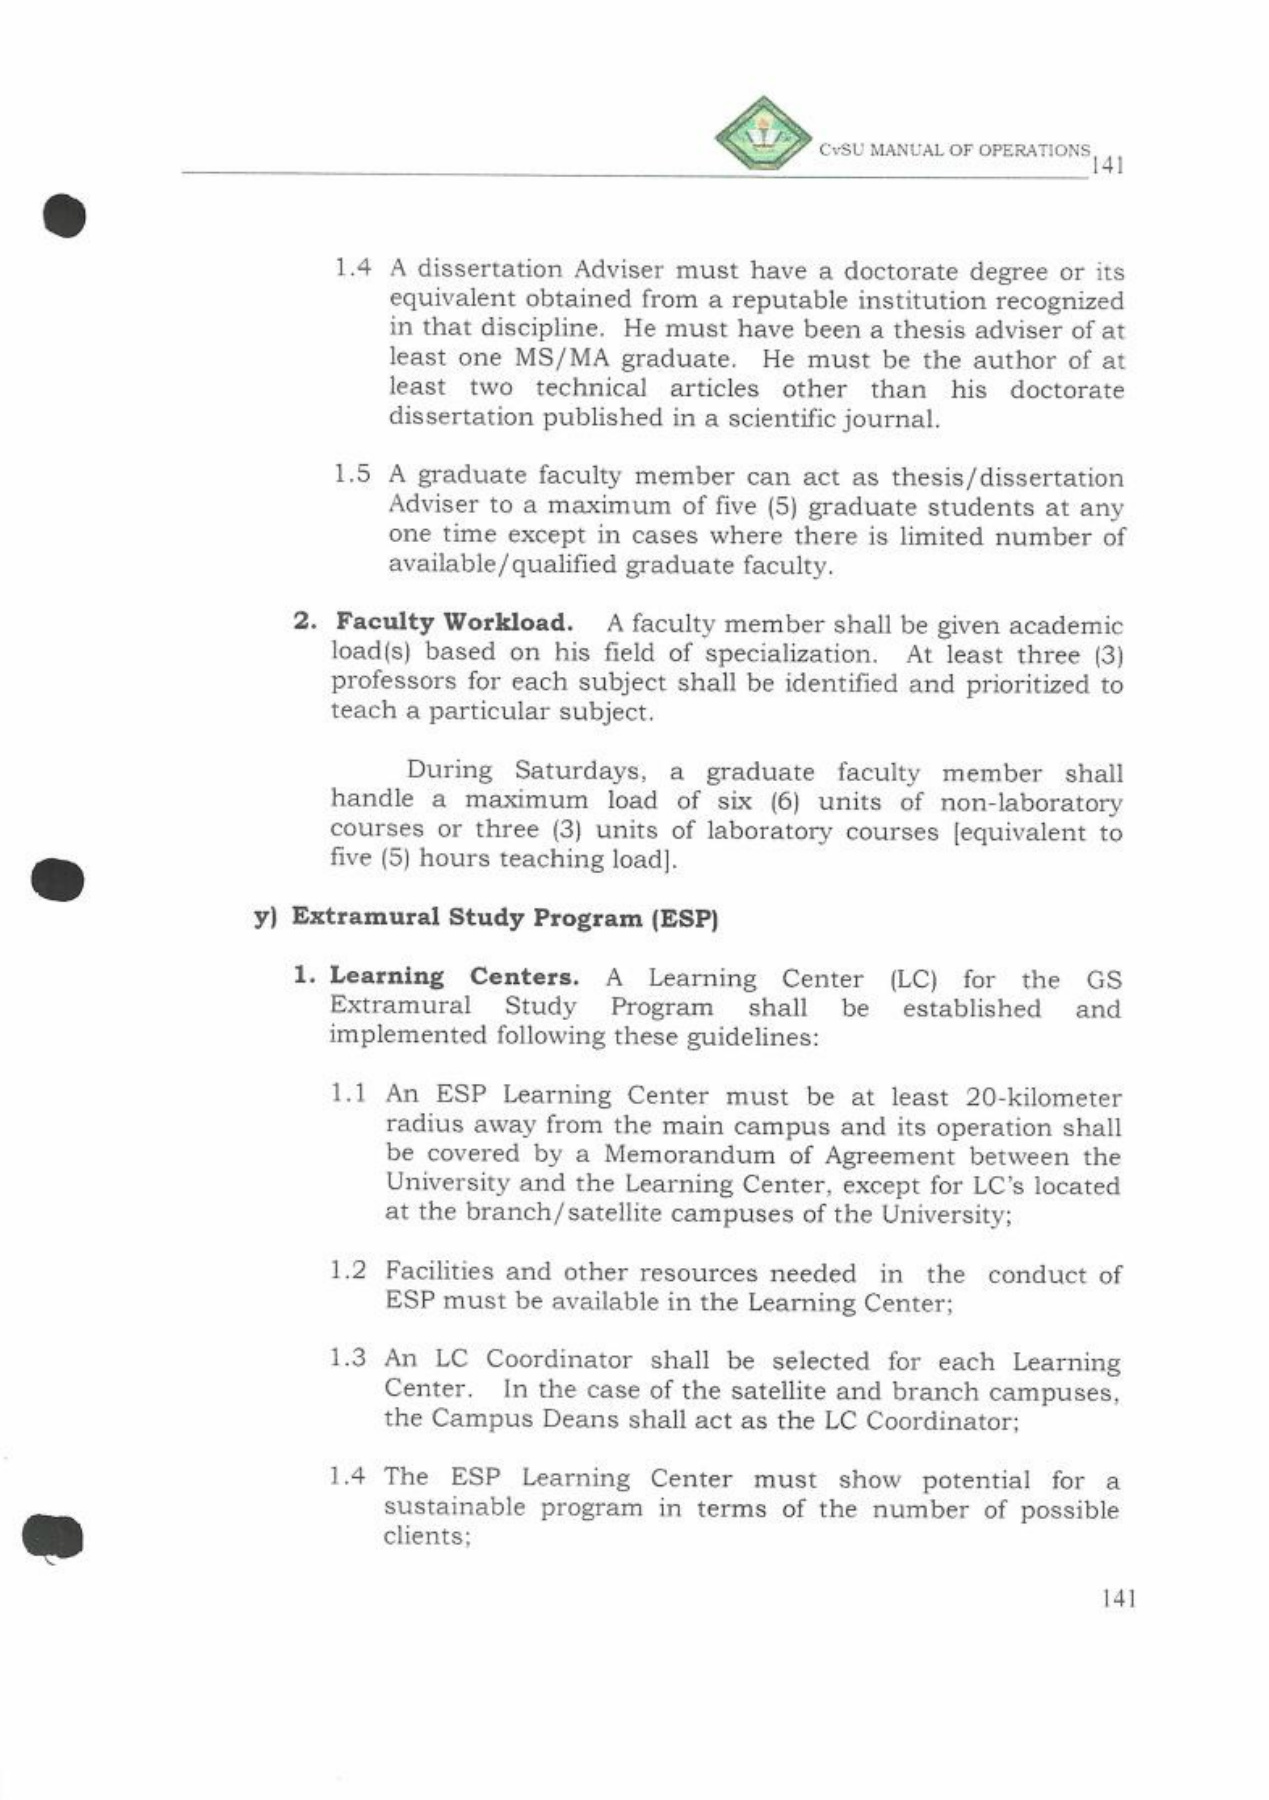 CvSU MANUAL OF OPERATIONS
141
1.4 A dissertation Adviser must have a doctorate degree or its
equivalent obtained from a reputable institution recognized
in that discipline. He must have been a thesis adviser of at
least one MS/MA graduate. He must be the author of at
least two technical articles other than his doctorate
dissertation published in a scientific journal.
1.5 A graduate faculty member can act as thesis/dissertation
Adviser to a maximum of five (5) graduate students at any
one time except in cases where there is limited number of
available/qualified graduate faculty.
2. Faculty Workload. A faculty member shall be given academic
load(s) based on his field of specialization. At least three (3)
professors for each subject shall be identified and prioritized to
teach a particular subject.
During Saturdays, a graduate faculty member shall
handle a maximum load of six (6) units of non-laboratory
courses or three (3) units of laboratory courses [equivalent to
five (5) hours teaching load].
y) Extramural Study Program (ESP)
1. Learning Centers. A Learning Center (LC) for the GS
Extramural Study Program shall be established and
implemented following these guidelines:
1.1 An ESP Learning Center must be at least 20-kilometer
radius away from the main campus and its operation shall
be covered by a Memorandum of Agreement between the
University and the Learning Center, except for LC's located
at the branch/satellite campuses of the University;
1.2 Facilities and other resources needed in the conduct of
ESP must be available in the Learning Center;
1.3 An LC Coordinator shall be selected for each Learning
Center. In the case of the satellite and branch campuses,
the Campus Deans shall act as the LC Coordinator;
1.4 The ESP Learning Center must show potential for a
sustainable program in terms of the number of possible
clients;
141